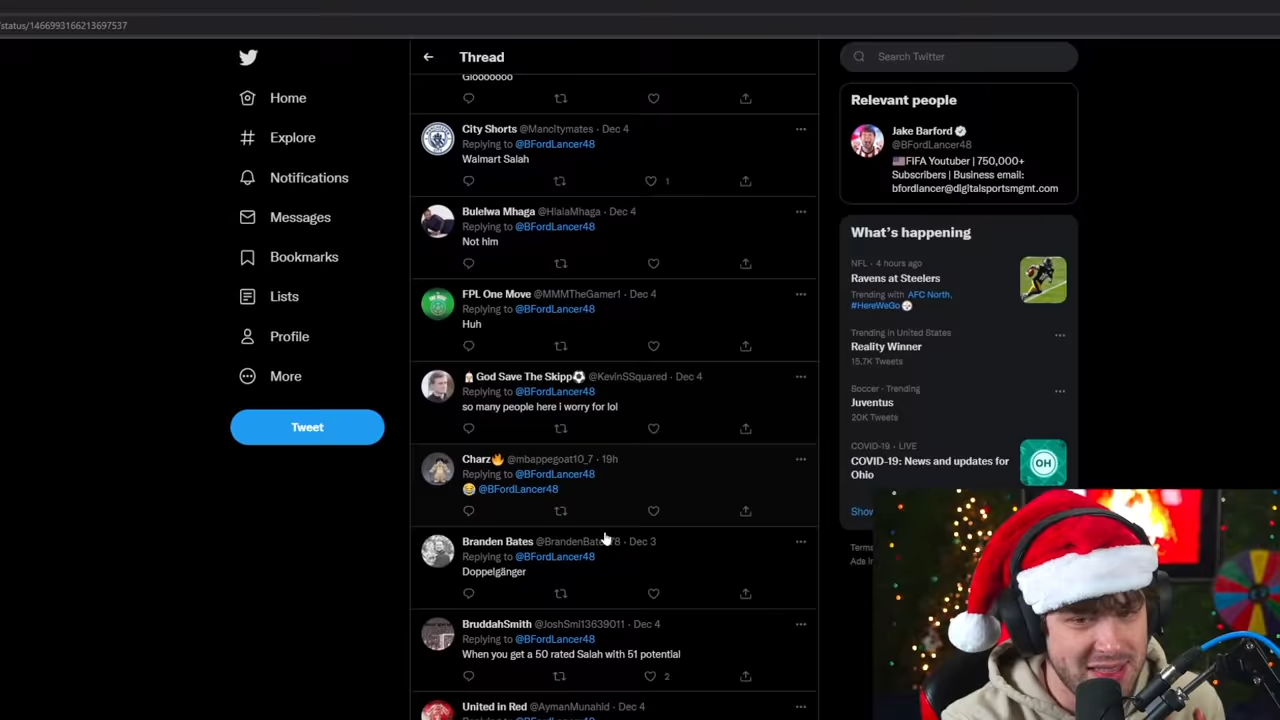 /status/1466993166213697537
Home
Explore
Notifications
Messages
Bookmarks
Lists
Profile
More
Tweet
Thread
Glooooooo
City Shorts @Mancitymates · Dec 4
Replying to @BFordLancer48
Walmart Salah
1
Bulelwa Mhaga @HlalaMhaga · Dec 4
Replying to @BFordLancer48
Not him
FPL One Move @MMMTheGamer1 · Dec 4
Replying to @BFordLancer48
Huh
God Save The Skipp @KevinSSquared · Dec 4
Replying to @BFordLancer48
so many people here i worry for lol
Charz🔥 @mbappegoat10_7 · 19h
Replying to @BFordLancer48
😂 @BFordLancer48
Branden Bates · Dec 3
Replying to @BFordLancer48
Doppelgänger
BruddahSmith @JoshSmi13639011 · Dec 4
Replying to @BFordLancer48
When you get a 50 rated Salah with 51 potential
2
United in Red @AymanMunahId · Dec 4
Search Twitter
Relevant people
Jake Barford
@BFordLancer48
🇺🇸FIFA Youtuber | 750,000+
Subscribers | Business email:
bfordlancer@digitalsportsmgmt.com
What's happening
NFL · 4 hours ago
Ravens at Steelers
Trending with AFC North,
#HereWeGo
Trending in United States
Reality Winner
15.7K Tweets
Soccer · Trending
Juventus
20K Tweets
COVID-19 · LIVE
COVID-19: News and updates for
Ohio
OH
Show
Terms
Ads in